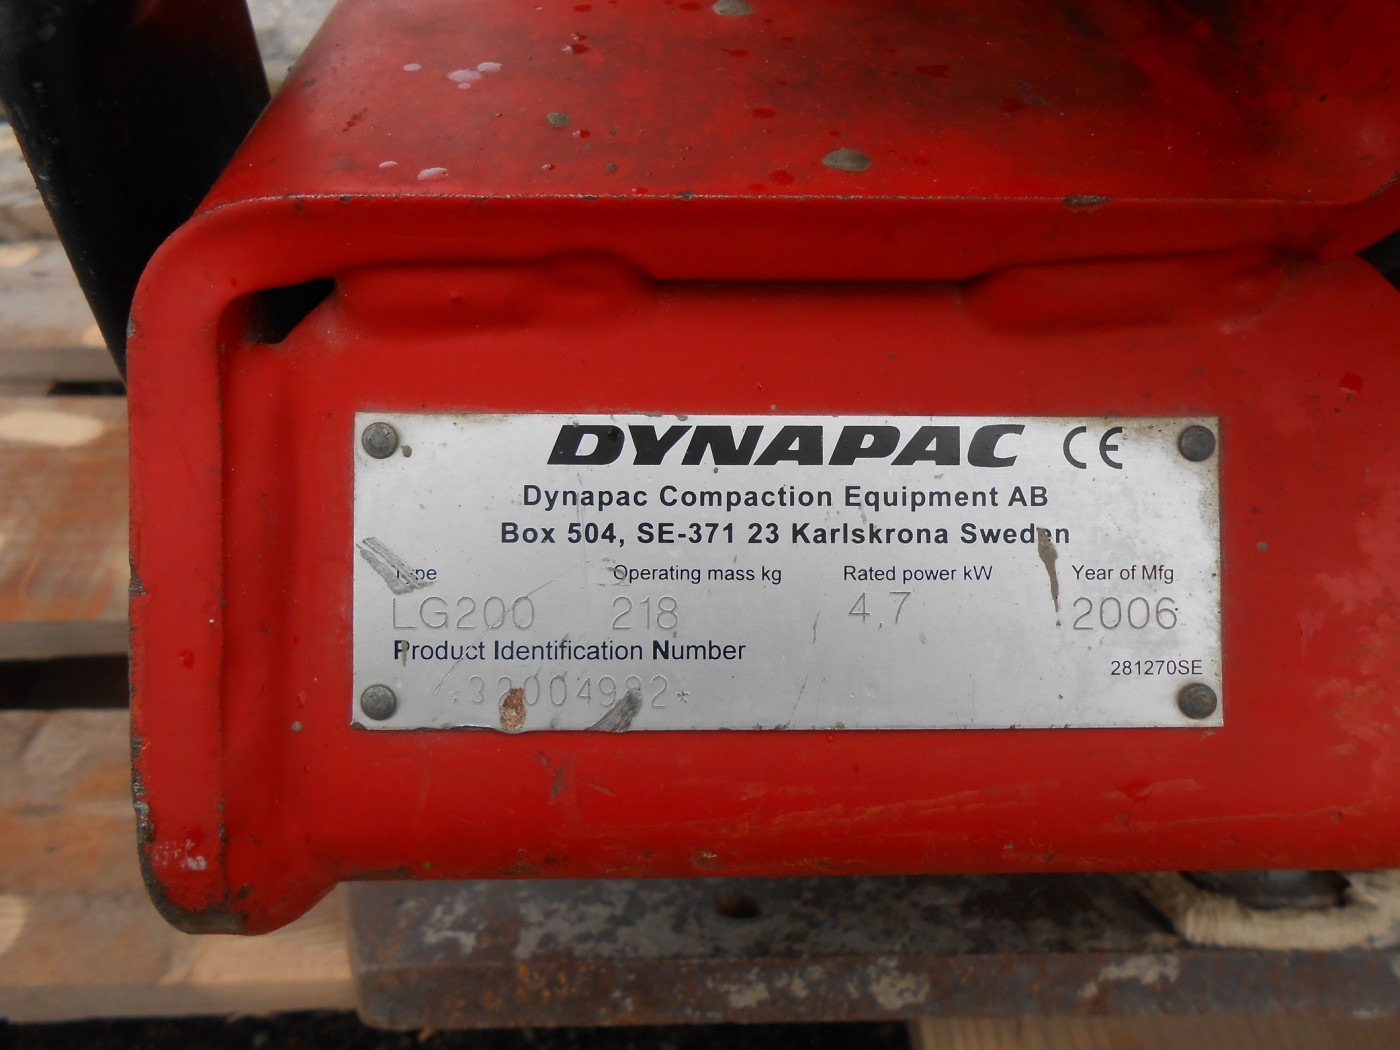 DYNAPAC CE
Dynapac Compaction Equipment AB
Box 504, SE-371 23 Karlskrona Sweden
Type Operating mass kg Rated power kW Year of Mfg
LG200 218 4,7 2006
Product Identification Number
281270SE